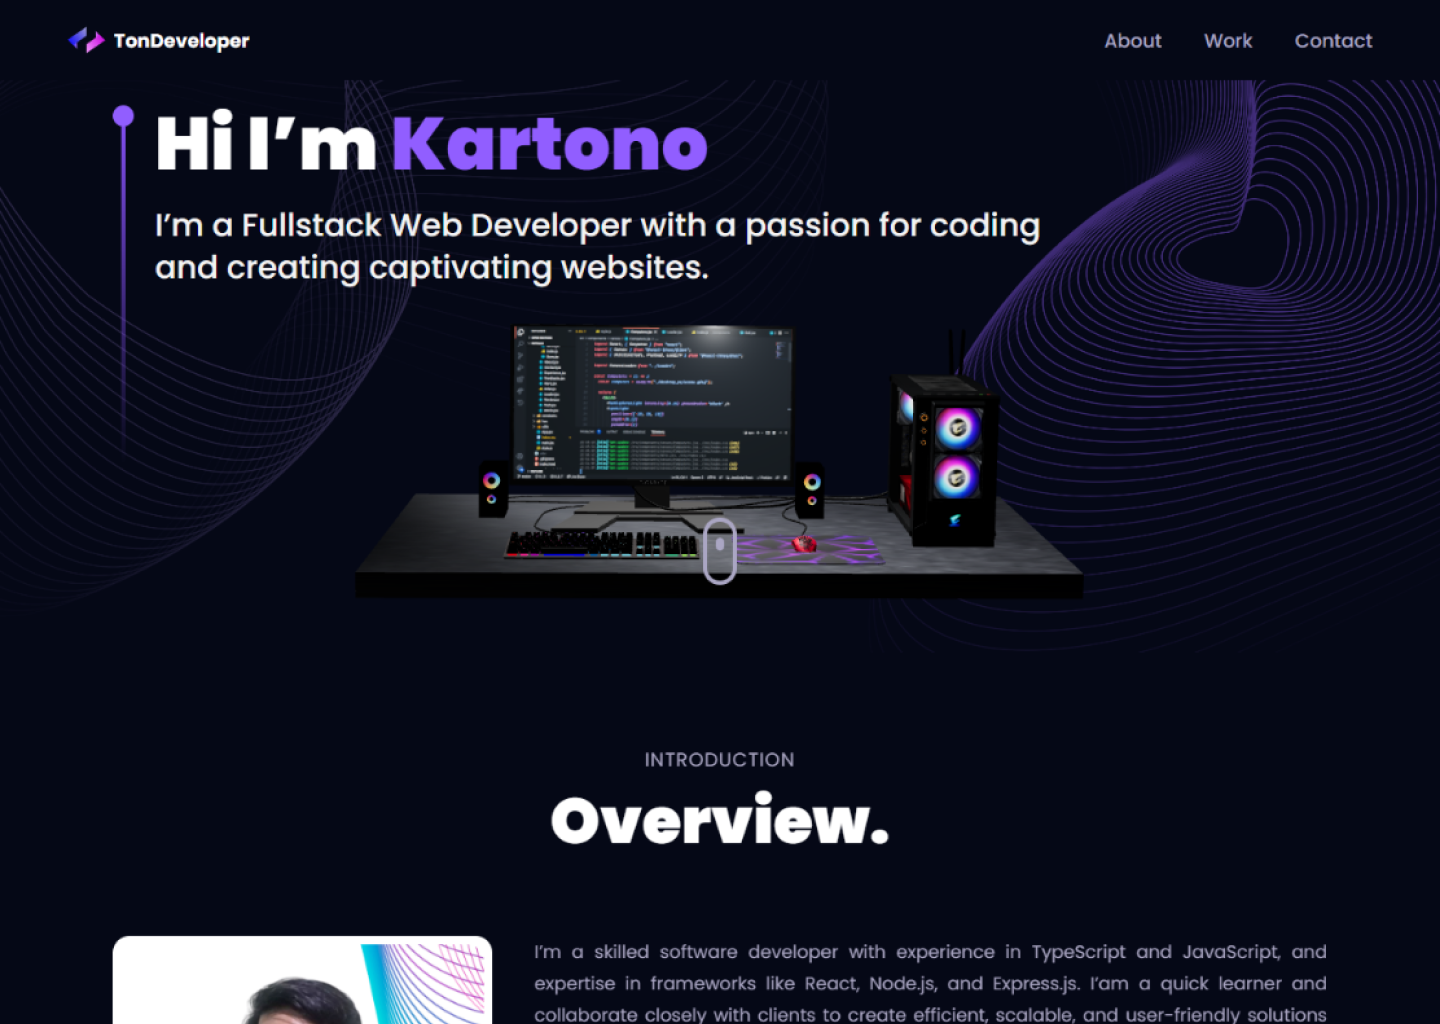 TonDeveloper
About
Work
Contact
Hi I’m Kartono
I’m a Fullstack Web Developer with a passion for coding
and creating captivating websites.
INTRODUCTION
Overview.
I’m a skilled software developer with experience in TypeScript and JavaScript, and
expertise in frameworks like React, Node.js, and Express.js. I’am a quick learner and
collaborate closely with clients to create efficient, scalable, and user-friendly solutions